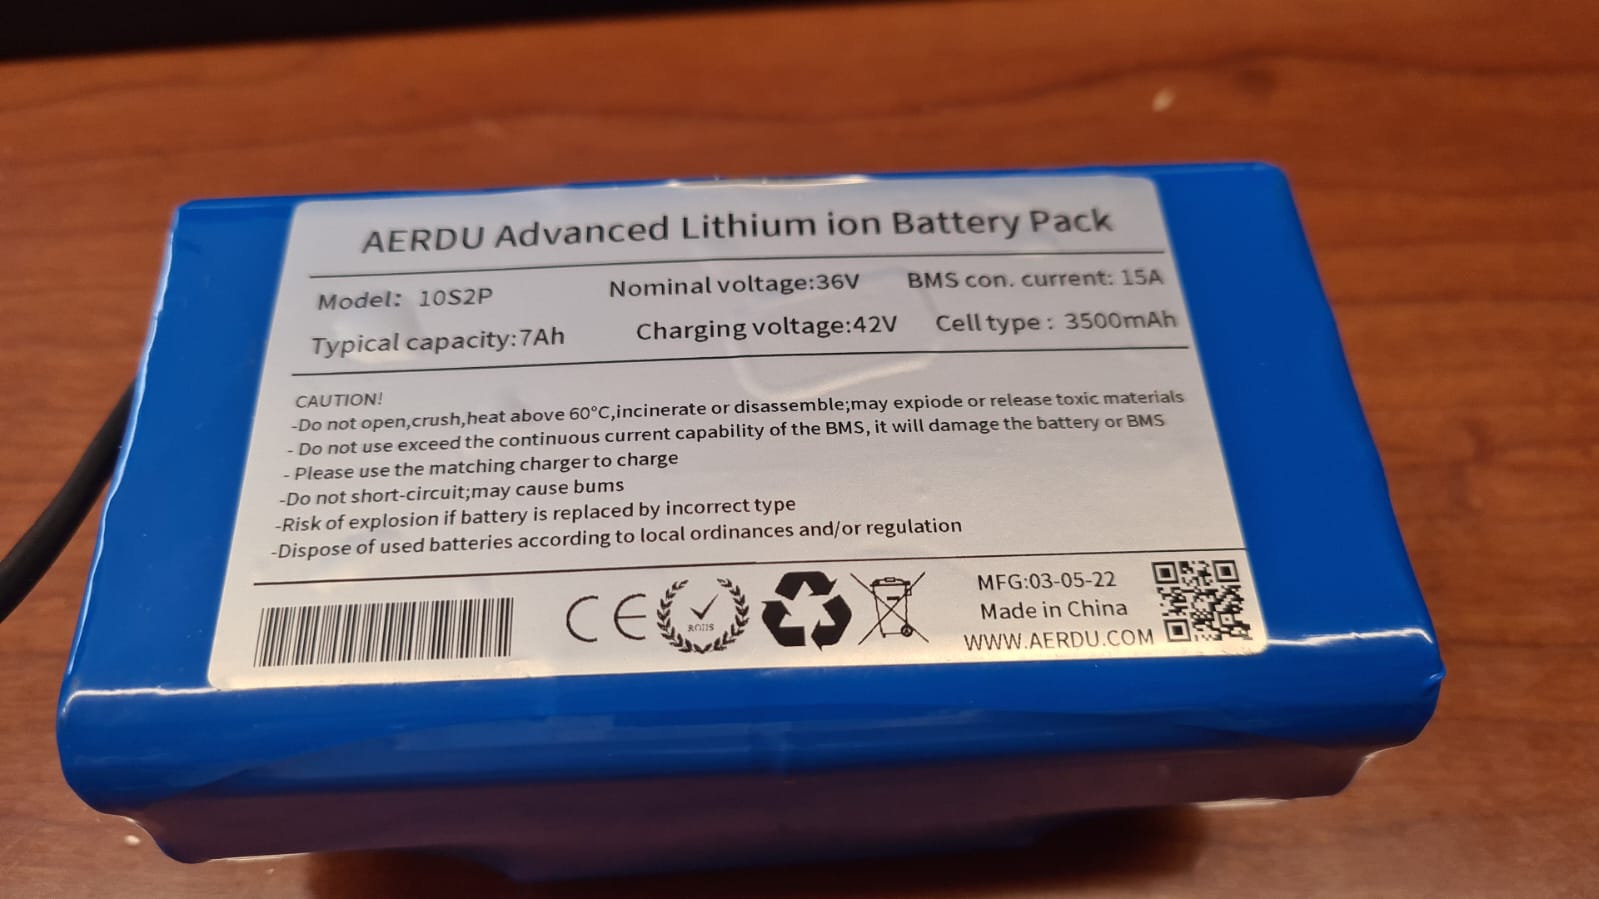 AERDU Advanced Lithium ion Battery Pack
Model: 10S2P Nominal voltage:36V BMS con. current: 15A
Typical capacity:7Ah Charging voltage:42V Cell type : 3500mAh
CAUTION!
-Do not open,crush,heat above 60°C,incinerate or disassemble;may expiode or release toxic materials
- Do not use exceed the continuous current capability of the BMS, it will damage the battery or BMS
- Please use the matching charger to charge
-Do not short-circuit;may cause bums
-Risk of explosion if battery is replaced by incorrect type
-Dispose of used batteries according to local ordinances and/or regulation
CE
ROHS
MFG:03-05-22
Made in China
WWW.AERDU.COM